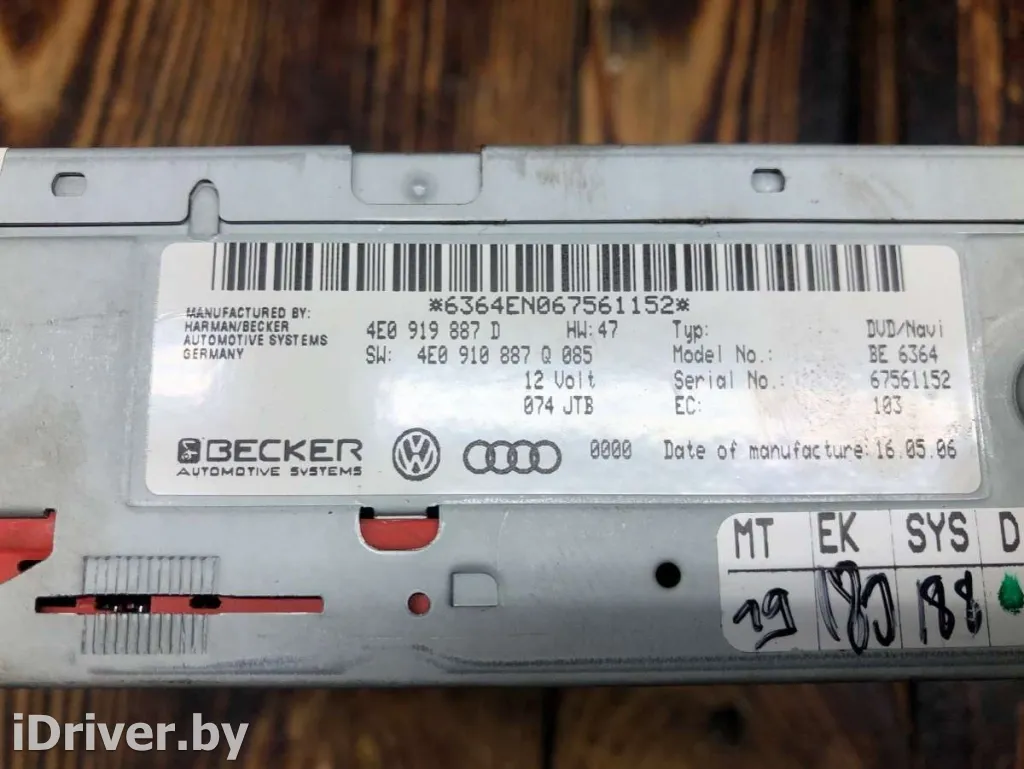 *6364EN067561152*
MANUFACTURED BY:
HARMAN/BECKER
AUTOMOTIVE SYSTEMS
GERMANY
4E0 919 887 D HW:47
SW: 4E0 910 887 Q 085
12 Volt
074 JTB
Typ: DVD/Navi
Model No.: BE 6364
Serial No.: 67561152
EC: 103
BECKER
AUTOMOTIVE SYSTEMS
0000 Date of manufacture: 16.05.06
MT EK SYS D
19 188
iDriver.by